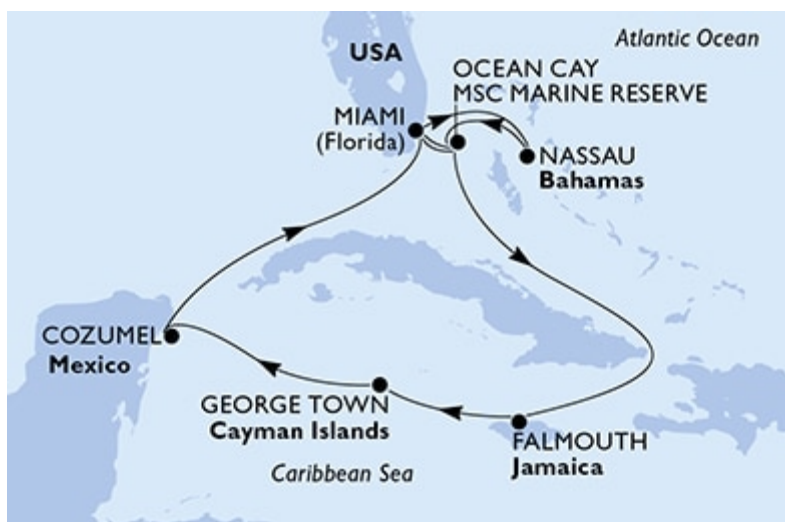 Atlantic Ocean
USA
OCEAN CAY
MSC MARINE RESERVE
MIAMI
(Florida)
NASSAU
Bahamas
COZUMEL
Mexico
GEORGE TOWN
Cayman Islands
FALMOUTH
Jamaica
Caribbean Sea